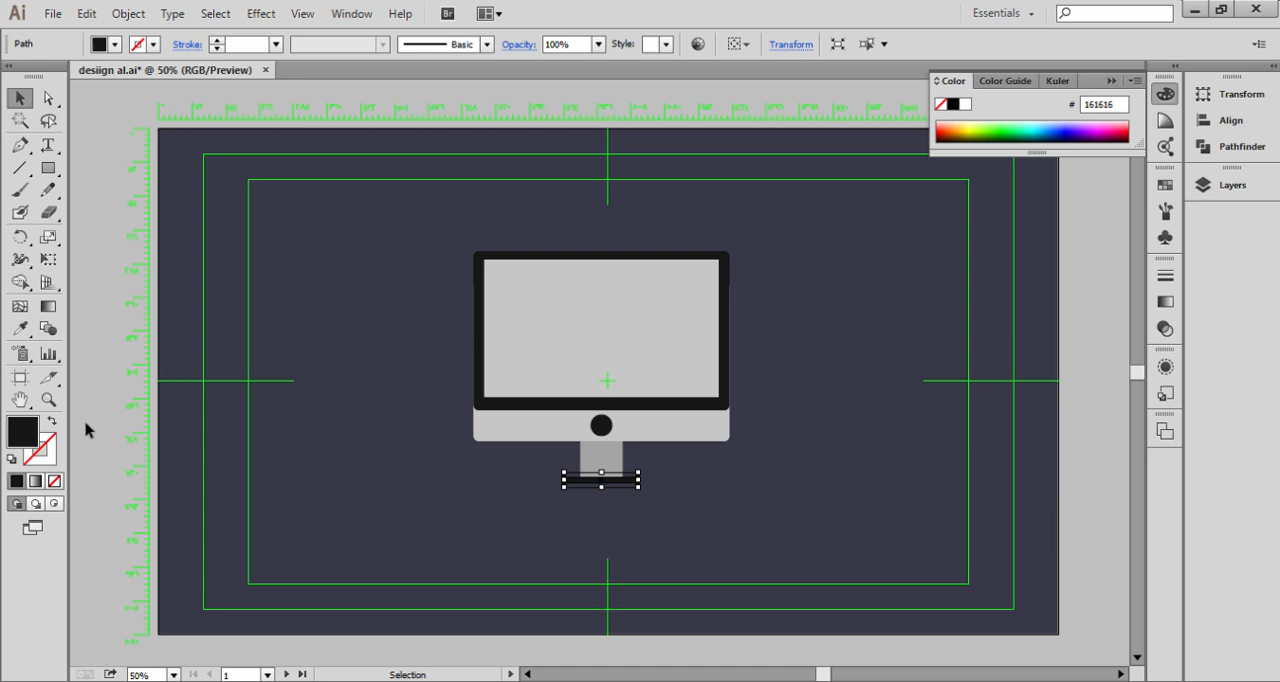 Ai File Edit Object Type Select Effect View Window Help Br Essentials
Path Stroke: Basic Opacity: 100% Style: Transform
desiign al.ai* @ 50% (RGB/Preview) ×
Color Color Guide Kuler
# 161616
Transform
Align
Pathfinder
Layers
T
50% 1 Selection